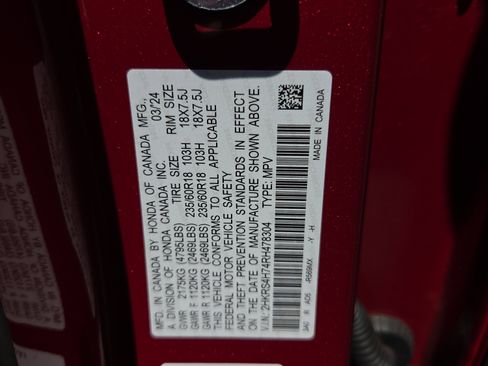 MFD. IN CANADA BY HONDA OF CANADA MFG.,
A DIVISION OF HONDA CANADA INC. 03/24
TIRE SIZE RIM SIZE
GVWR 2175KG (4795LBS)
GAWR F 1120KG (2469LBS) 235/60R18 103H 18X7.5J
GAWR R 1120KG (2469LBS) 235/60R18 103H 18X7.5J
THIS VEHICLE CONFORMS TO ALL APPLICABLE
FEDERAL MOTOR VEHICLE SAFETY
AND THEFT PREVENTION STANDARDS IN EFFECT
ON THE DATE OF MANUFACTURE SHOWN ABOVE.
V.I.N: 2HKRS4H74RH478304 TYPE: MPV
MADE IN CANADA